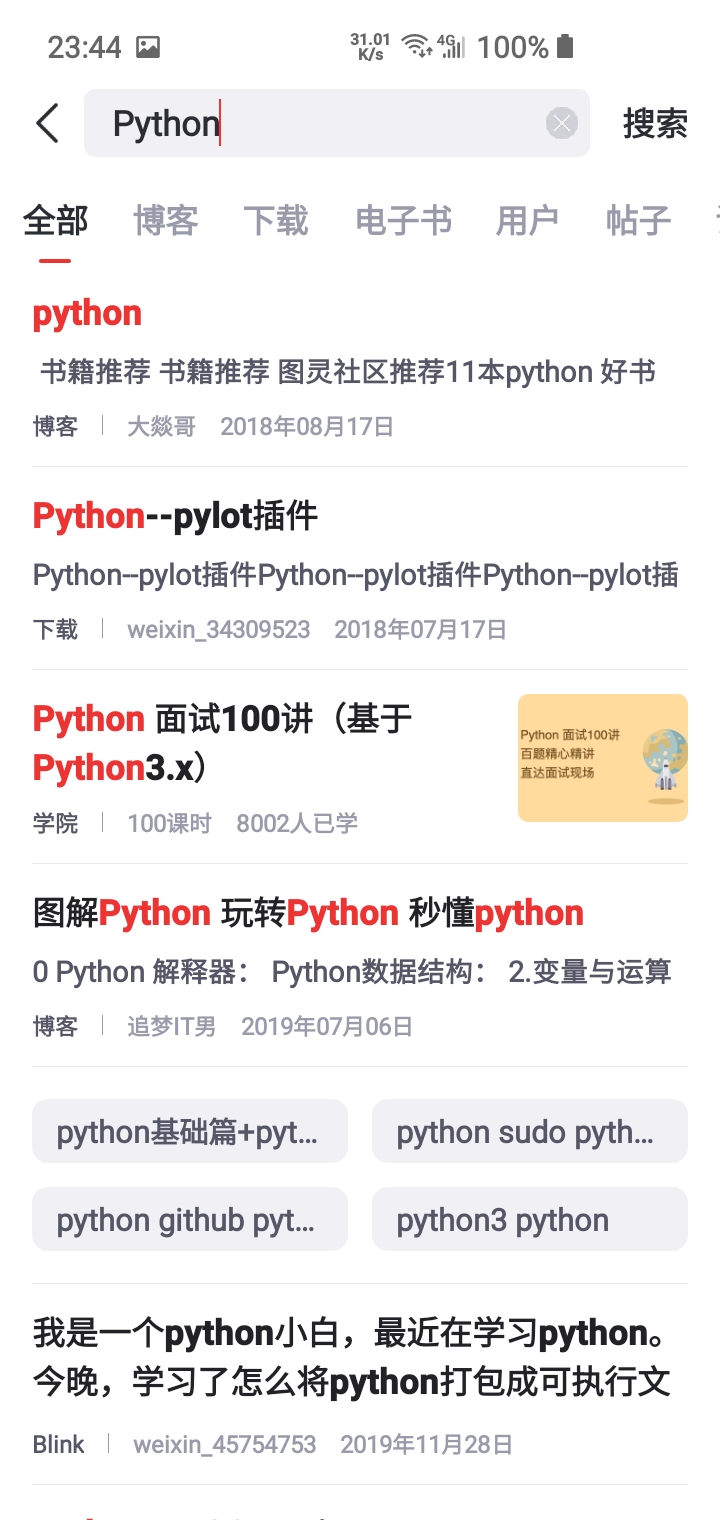 23:44
31.01
K/s
4G
100%
Python
搜索
全部 博客 下载 电子书 用户 帖子
python
书籍推荐 书籍推荐 图灵社区推荐11本python 好书
博客 大燚哥 2018年08月17日
Python--pylot插件
Python--pylot插件Python--pylot插件Python--pylot插
下载 weixin_34309523 2018年07月17日
Python 面试100讲（基于
Python3.x）
Python 面试100讲
百题精心精讲
直达面试现场
学院 100课时 8002人已学
图解Python 玩转Python 秒懂python
0 Python 解释器： Python数据结构： 2.变量与运算
博客 追梦IT男 2019年07月06日
python基础篇+pyt...
python sudo pyth...
python github pyt...
python3 python
我是一个python小白，最近在学习python。
今晚，学习了怎么将python打包成可执行文
Blink weixin_45754753 2019年11月28日